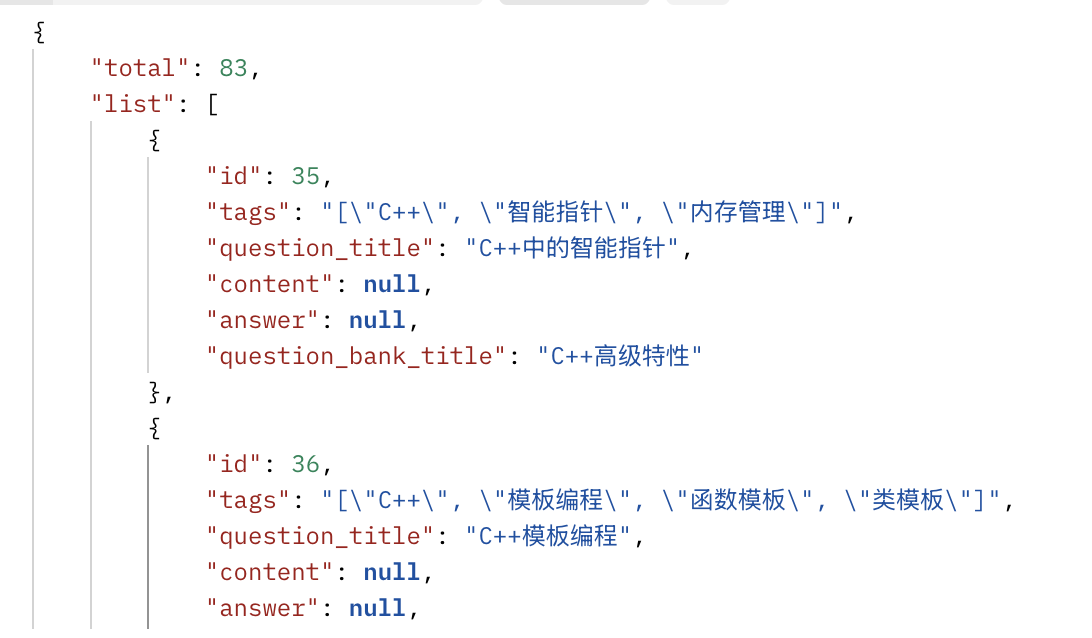 {
"total": 83,
"list": [
{
"id": 35,
"tags": "[\"C++\", \"智能指针\", \"内存管理\"]",
"question_title": "C++中的智能指针",
"content": null,
"answer": null,
"question_bank_title": "C++高级特性"
},
{
"id": 36,
"tags": "[\"C++\", \"模板编程\", \"函数模板\", \"类模板\"]",
"question_title": "C++模板编程",
"content": null,
"answer": null,